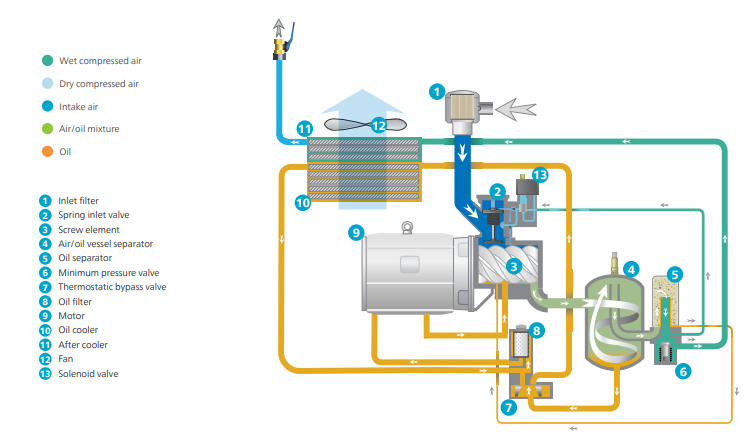 Wet compressed air
Dry compressed air
Intake air
Air/oil mixture
Oil
1 Inlet filter
2 Spring inlet valve
3 Screw element
4 Air/oil vessel separator
5 Oil separator
6 Minimum pressure valve
7 Thermostatic bypass valve
8 Oil filter
9 Motor
10 Oil cooler
11 After cooler
12 Fan
13 Solenoid valve
1
11
12
13
2
10
9
3
4
5
8
6
7